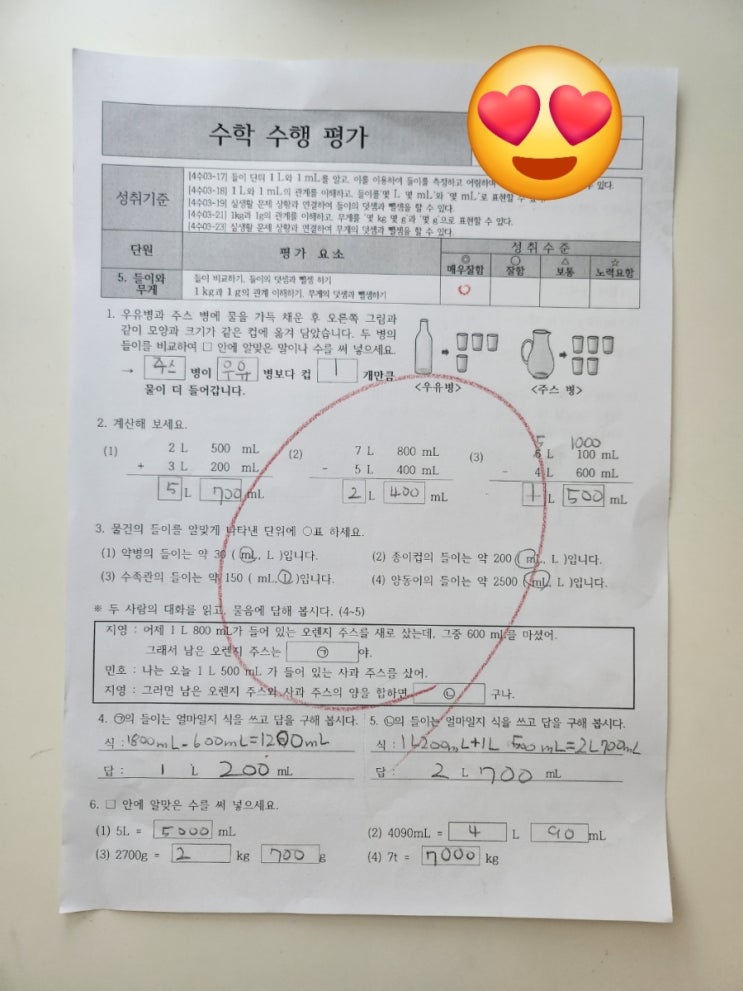 수학 수행 평가
성취기준
[4수03-17] 들이 단위 1 L와 1 mL를 알고, 이를 이용하여 들이를 측정하고 어림하며 수 있다.
[4수03-18] 1 L와 1 mL의 관계를 이해하고, 들이를 '몇 L 몇 mL'와 '몇 mL'로 표현할 수 있다.
[4수03-19] 실생활 문제 상황과 연결하여 들이의 덧셈과 뺄셈을 할 수 있다.
[4수03-21] 1kg과 1g의 관계를 이해하고, 무게를 '몇 kg 몇 g'과 '몇 g'으로 표현할 수 있다.
[4수03-23] 실생활 문제 상황과 연결하여 무게의 덧셈과 뺄셈을 할 수 있다.
단원 평가 요소 성취수준
◎ 매우잘함 ○ 잘함 △ 보통 ☆ 노력요함
5. 들이와 무게
들이 비교하기, 들이의 덧셈과 뺄셈 하기
1 kg과 1 g의 관계 이해하기, 무게의 덧셈과 뺄셈하기
1. 우유병과 주스 병에 물을 가득 채운 후 오른쪽 그림과
같이 모양과 크기가 같은 컵에 옮겨 담았습니다. 두 병의
들이를 비교하여 □ 안에 알맞은 말이나 수를 써 넣으세요.
→ 주스 병이 우유 병보다 컵 1 개만큼
물이 더 들어갑니다.
<우유병> <주스 병>
2. 계산해 보세요.
5 1000
(1) 2 L 500 mL (2) 7 L 800 mL (3) 6 L 100 mL
+ 3 L 200 mL - 5 L 400 mL - 4 L 600 mL
5 L 700 mL 2 L 400 mL 1 L 500 mL
3. 물건의 들이를 알맞게 나타낸 단위에 ○표 하세요.
(1) 약병의 들이는 약 30 ( mL, L )입니다. (2) 종이컵의 들이는 약 200 ( mL, L )입니다.
(3) 수족관의 들이는 약 150 ( mL, L )입니다. (4) 양동이의 들이는 약 2500 ( mL, L )입니다.
※ 두 사람의 대화를 읽고, 물음에 답해 봅시다. (4~5)
지영 : 어제 1 L 800 mL가 들어 있는 오렌지 주스를 새로 샀는데, 그중 600 mL를 마셨어.
그래서 남은 오렌지 주스는 ㉠ 야.
민호 : 나는 오늘 1 L 500 mL 가 들어 있는 사과 주스를 샀어.
지영 : 그러면 남은 오렌지 주스와 사과 주스의 양을 합하면 ㉡ 구나.
4. ㉠의 들이는 얼마일지 식을 쓰고 답을 구해 봅시다.
식 : 1800mL-600mL=1200mL
답 : 1 L 200 mL
5. ㉡의 들이는 얼마일지 식을 쓰고 답을 구해 봅시다.
식 : 1L200mL+1L 500mL=2L700mL
답 : 2 L 700 mL
6. □ 안에 알맞은 수를 써 넣으세요.
(1) 5L = 5000 mL (2) 4090mL = 4 L 90 mL
(3) 2700g = 2 kg 700 g (4) 7t = 7000 kg